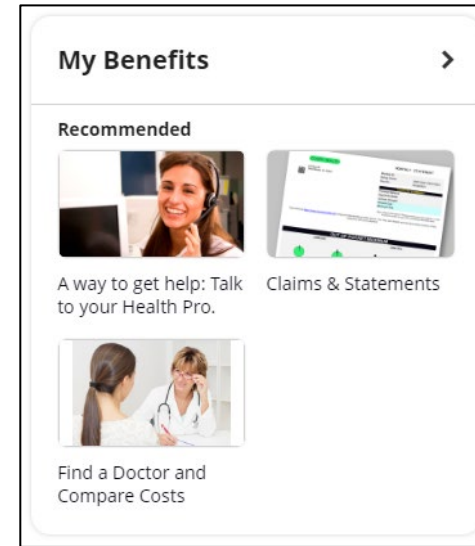 My Benefits
Recommended
A way to get help: Talk
to your Health Pro.
Claims & Statements
Find a Doctor and
Compare Costs